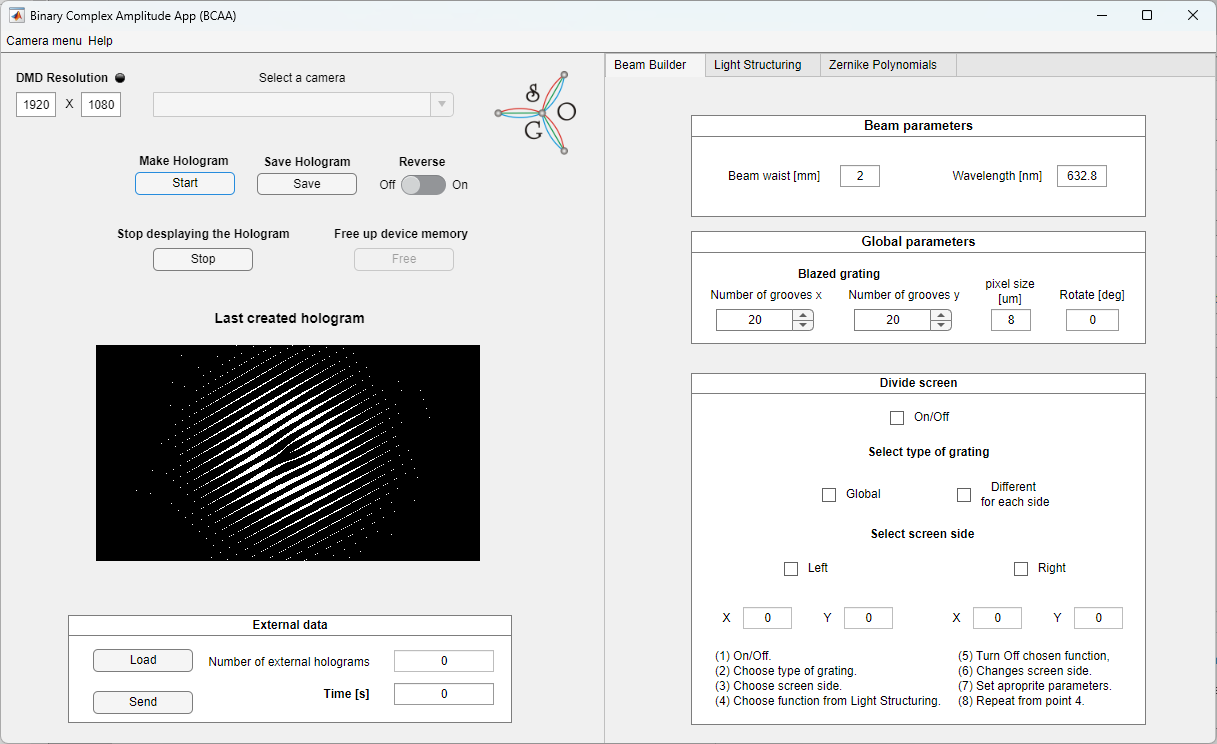 Binary Complex Amplitude App (BCAA)
Camera menu Help
DMD Resolution
1920 X 1080
Select a camera
S
O
G
Make Hologram
Start
Save Hologram
Save
Reverse
Off On
Stop desplaying the Hologram
Stop
Free up device memory
Free
Last created hologram
External data
Load
Number of external holograms 0
Send
Time [s] 0
Beam Builder Light Structuring Zernike Polynomials
Beam parameters
Beam waist [mm] 2 Wavelength [nm] 632.8
Global parameters
Blazed grating
Number of grooves x
20
Number of grooves y
20
pixel size
[um]
8
Rotate [deg]
0
Divide screen
On/Off
Select type of grating
Global
Different
for each side
Select screen side
Left Right
X 0 Y 0 X 0 Y 0
(1) On/Off.
(2) Choose type of grating.
(3) Choose screen side.
(4) Choose function from Light Structuring.
(5) Turn Off chosen function,
(6) Changes screen side.
(7) Set aproprite parameters.
(8) Repeat from point 4.